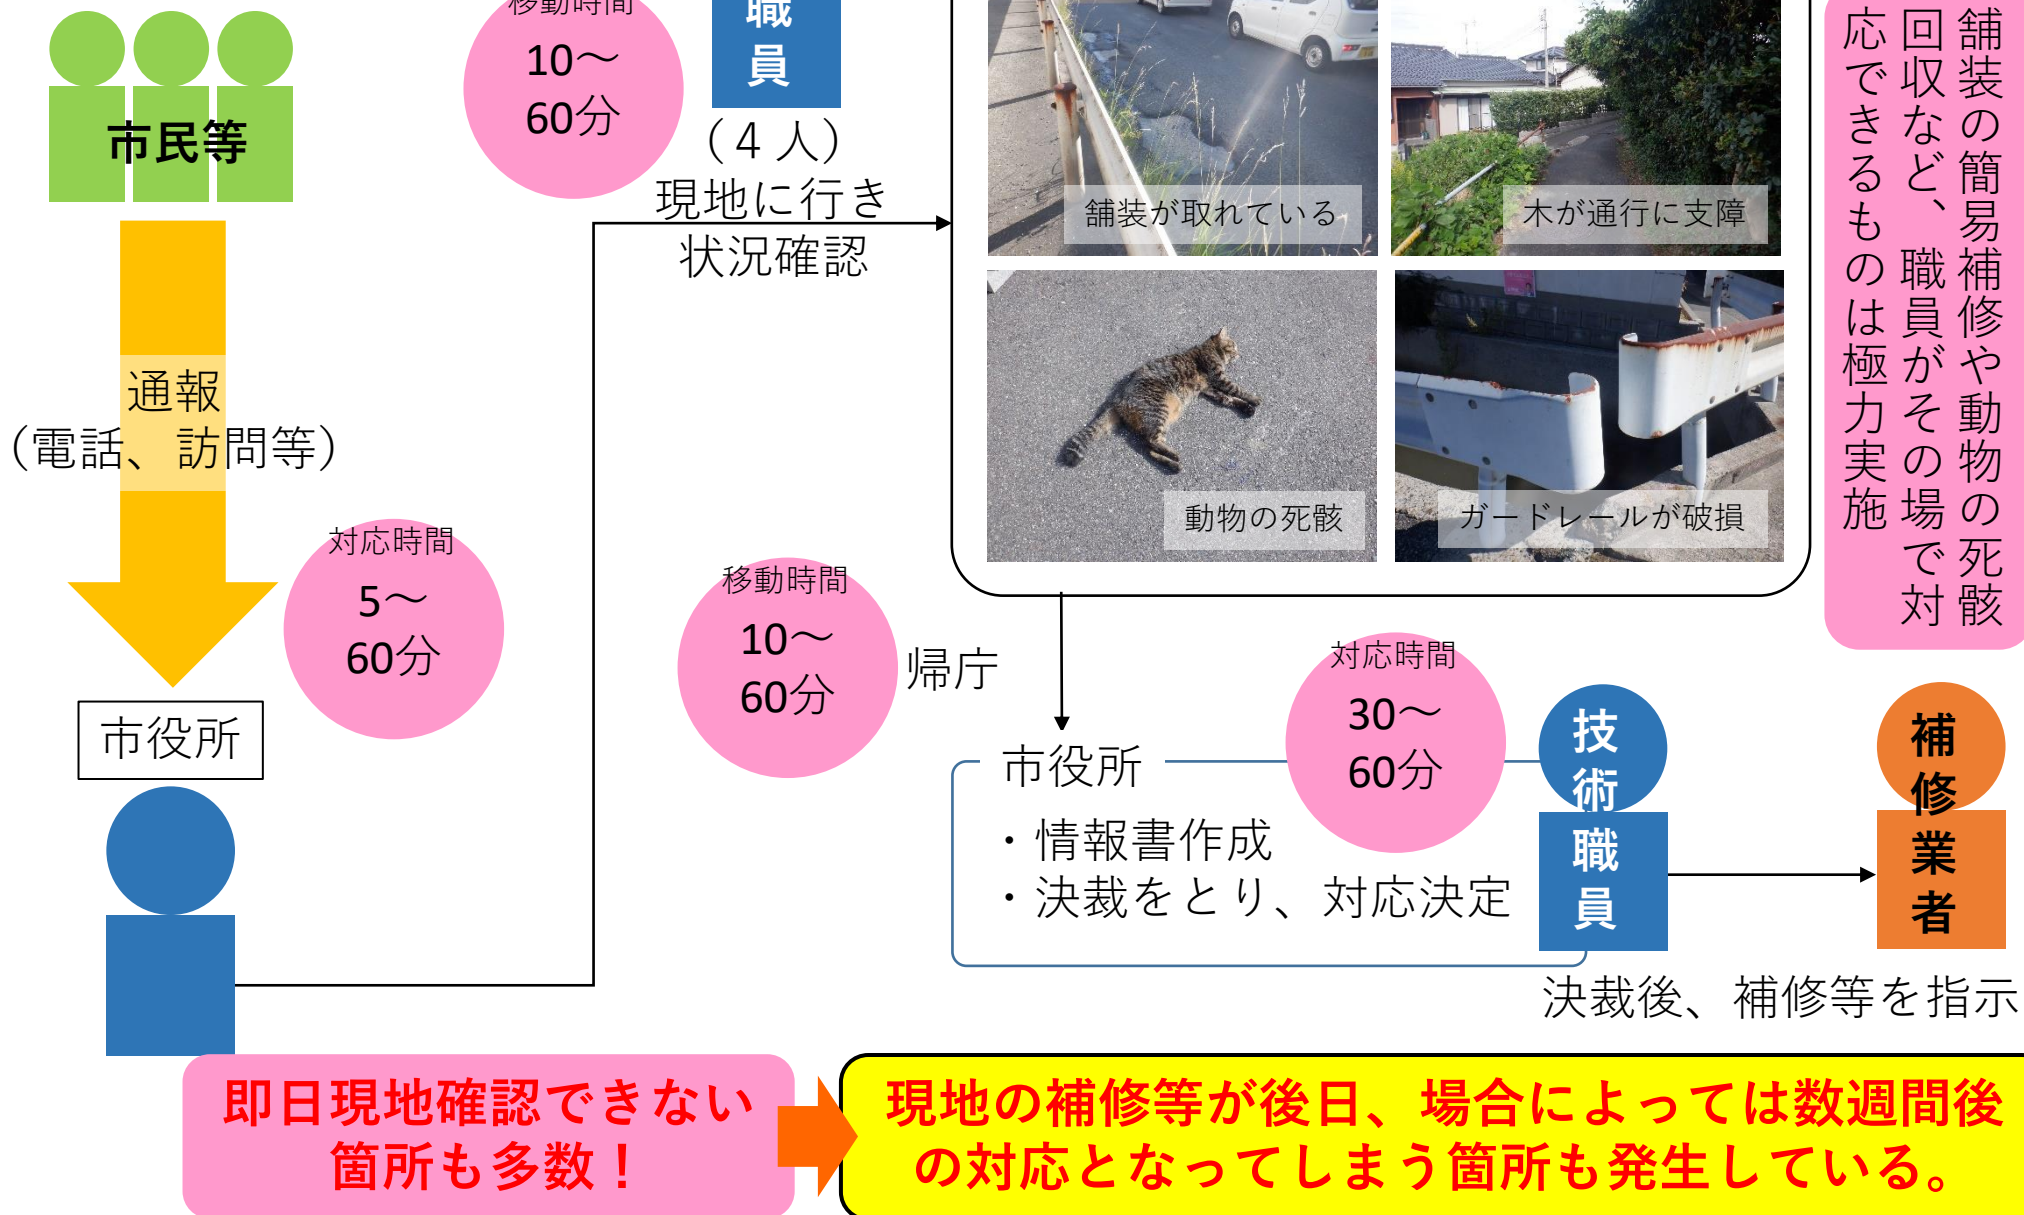 市民等
通報
（電話、訪問等）
対応時間
5～
60分
市役所
移動時間
10～
60分
職員
（４人）
現地に行き
状況確認
舗装が取れている
木が通行に支障
動物の死骸
ガードレールが破損
舗装の簡易補修や動物の死骸
回収など、職員がその場で対
応できるものは極力実施
移動時間
10～
60分
帰庁
市役所
・情報書作成
・決裁をとり、対応決定
対応時間
30～
60分
技術職員
補修業者
決裁後、補修等を指示
即日現地確認できない
箇所も多数！
現地の補修等が後日、場合によっては数週間後
の対応となってしまう箇所も発生している。